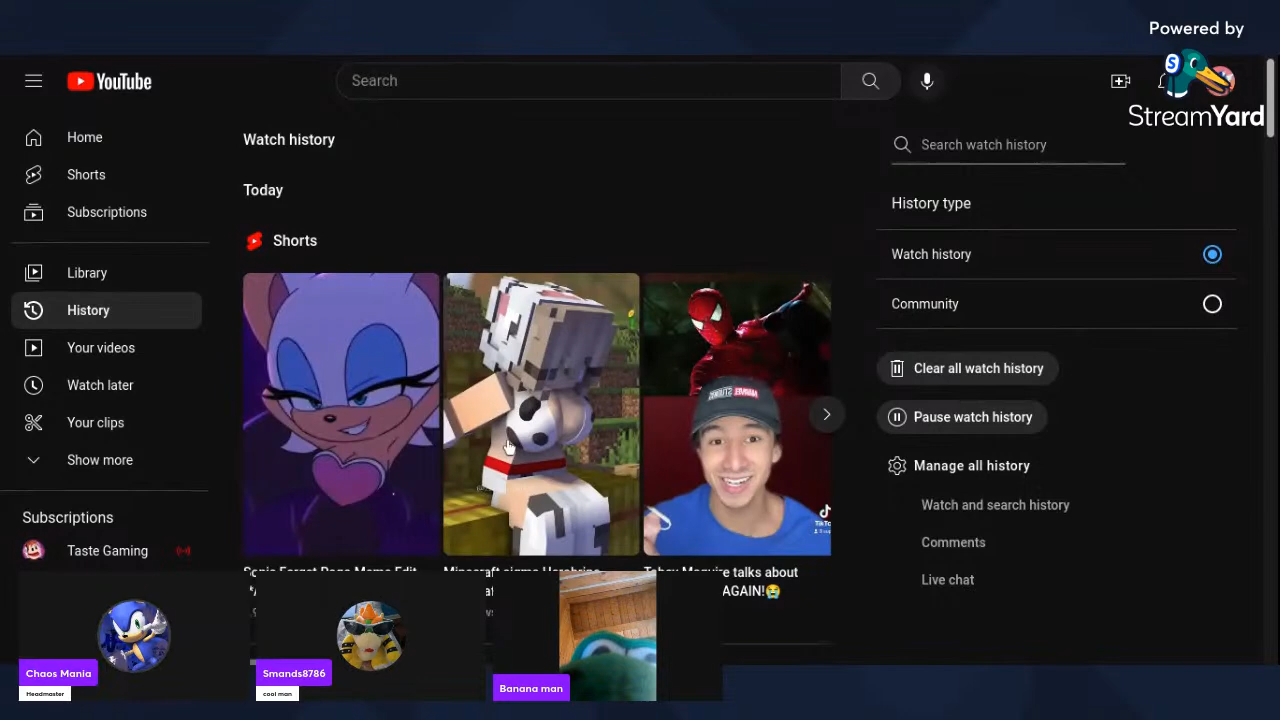 Powered by
StreamYard
YouTube
Search
Home
Shorts
Subscriptions
Library
History
Your videos
Watch later
Your clips
Show more
Subscriptions
Taste Gaming
Watch history
Today
Shorts
talks about
AGAIN!😭
Search watch history
History type
Watch history
Community
Clear all watch history
Pause watch history
Manage all history
Watch and search history
Comments
Live chat
Chaos Mania
Headmaster
Smands8786
cool man
Banana man